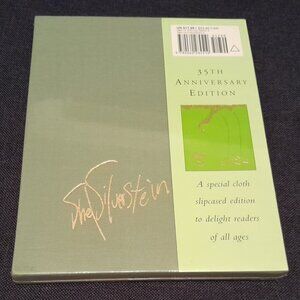 35TH
ANNIVERSARY
EDITION
Shel Silverstein
A special cloth
slipcased edition
to delight readers
of all ages